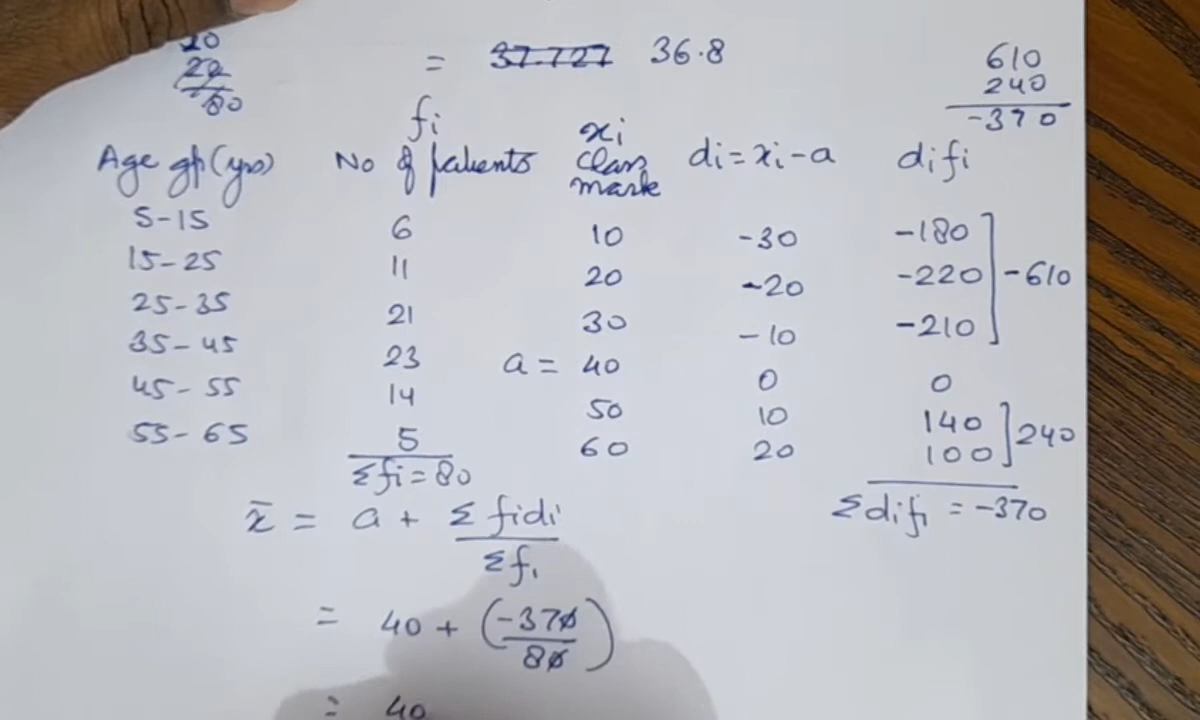 20
22
80
= 37.727 36.8
610
240
-370
Age gp (yrs) No of patients fi xi class mark di = xi - a difi
5-15 6 10 -30 -180
15-25 11 20 -20 -220 -610
25-35 21 30 -10 -210
35-45 23 a = 40 0 0
45-55 14 50 10 140 240
55-65 5 60 20 100
Σfi = 80 Σdifi = -370
x̄ = a + Σfidi / Σfi
= 40 + (-370 / 80)
= 40